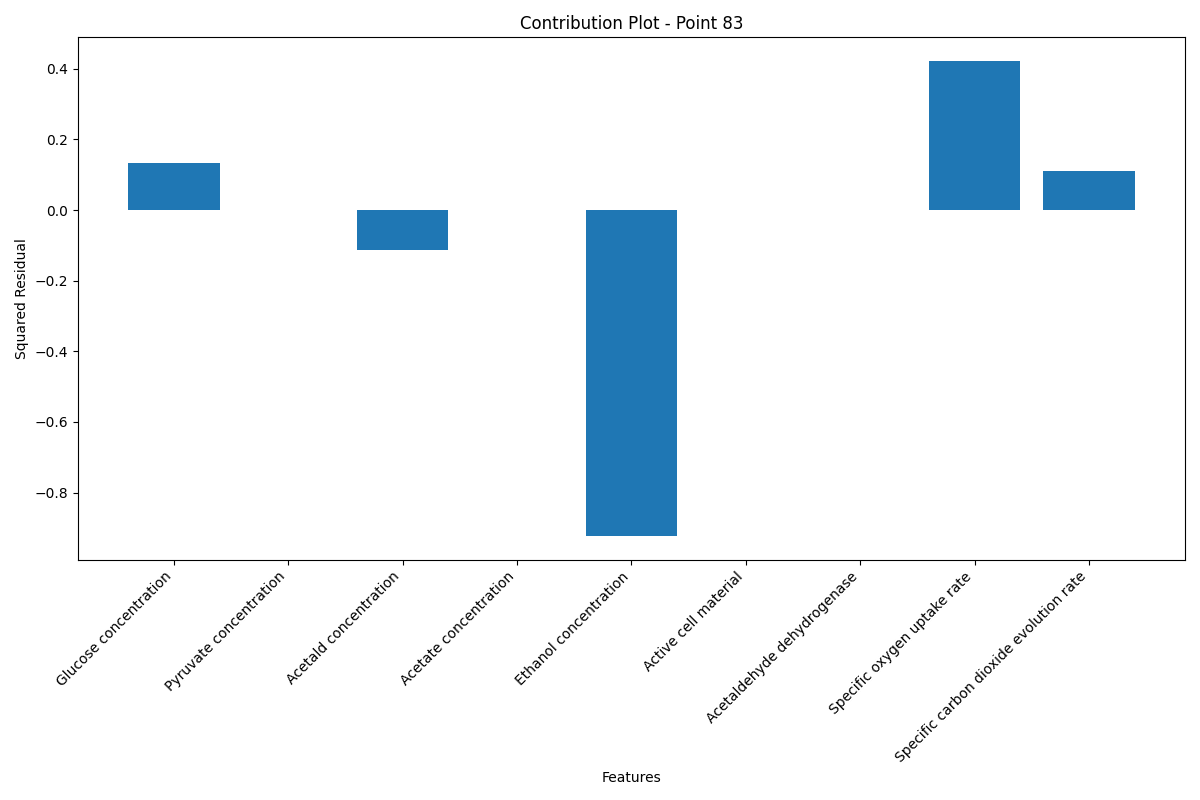 Contribution Plot - Point 83
Squared Residual
0.4
0.2
0.0
−0.2
−0.4
−0.6
−0.8
Glucose concentration
Pyruvate concentration
Acetald concentration
Acetate concentration
Ethanol concentration
Active cell material
Acetaldehyde dehydrogenase
Specific oxygen uptake rate
Specific carbon dioxide evolution rate
Features